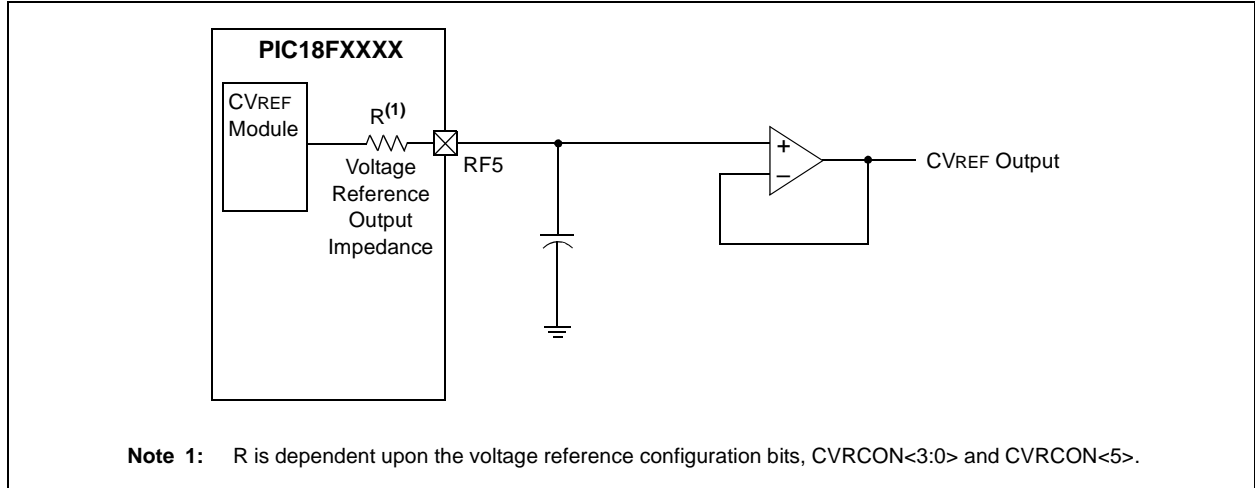 PIC18FXXXX
CVREF
Module
R(1)
Voltage
Reference
Output
Impedance
RF5
+
–
CVREF Output
Note 1: R is dependent upon the voltage reference configuration bits, CVRCON<3:0> and CVRCON<5>.